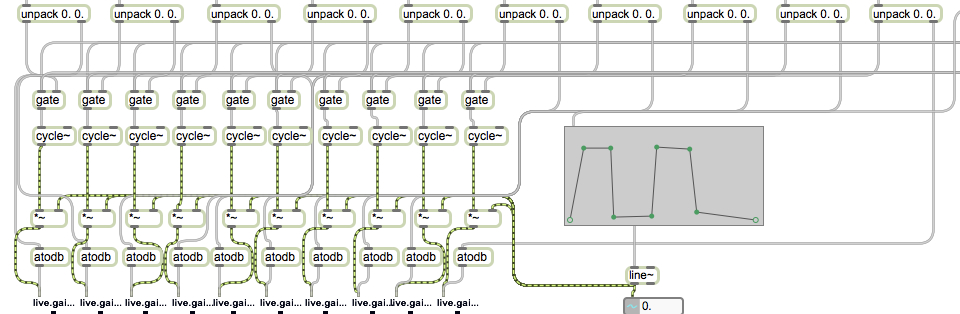 unpack 0. 0. unpack 0. 0. unpack 0. 0. unpack 0. 0. unpack 0. 0. unpack 0. 0. unpack 0. 0. unpack 0. 0. unpack 0. 0. unpack 0. 0.
gate gate gate gate gate gate gate gate gate gate
cycle~ cycle~ cycle~ cycle~ cycle~ cycle~ cycle~ cycle~ cycle~ cycle~
*~ *~ *~ *~ *~ *~ *~ *~ *~ *~
atodb atodb atodb atodb atodb atodb atodb atodb atodb atodb
line~
live.gai... live.gai... live.gai... live.gai... live.gai... live.gai... live.gai... live.gai... live.gai... live.gai...
0.